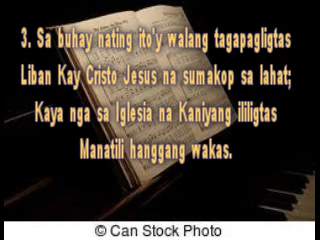 3. Sa buhay nating ito'y walang tagapagligtas
Liban Kay Cristo Jesus na sumakop sa lahat;
Kaya nga sa Iglesia na Kaniyang ililigtas
Manatili hanggang wakas.
© Can Stock Photo